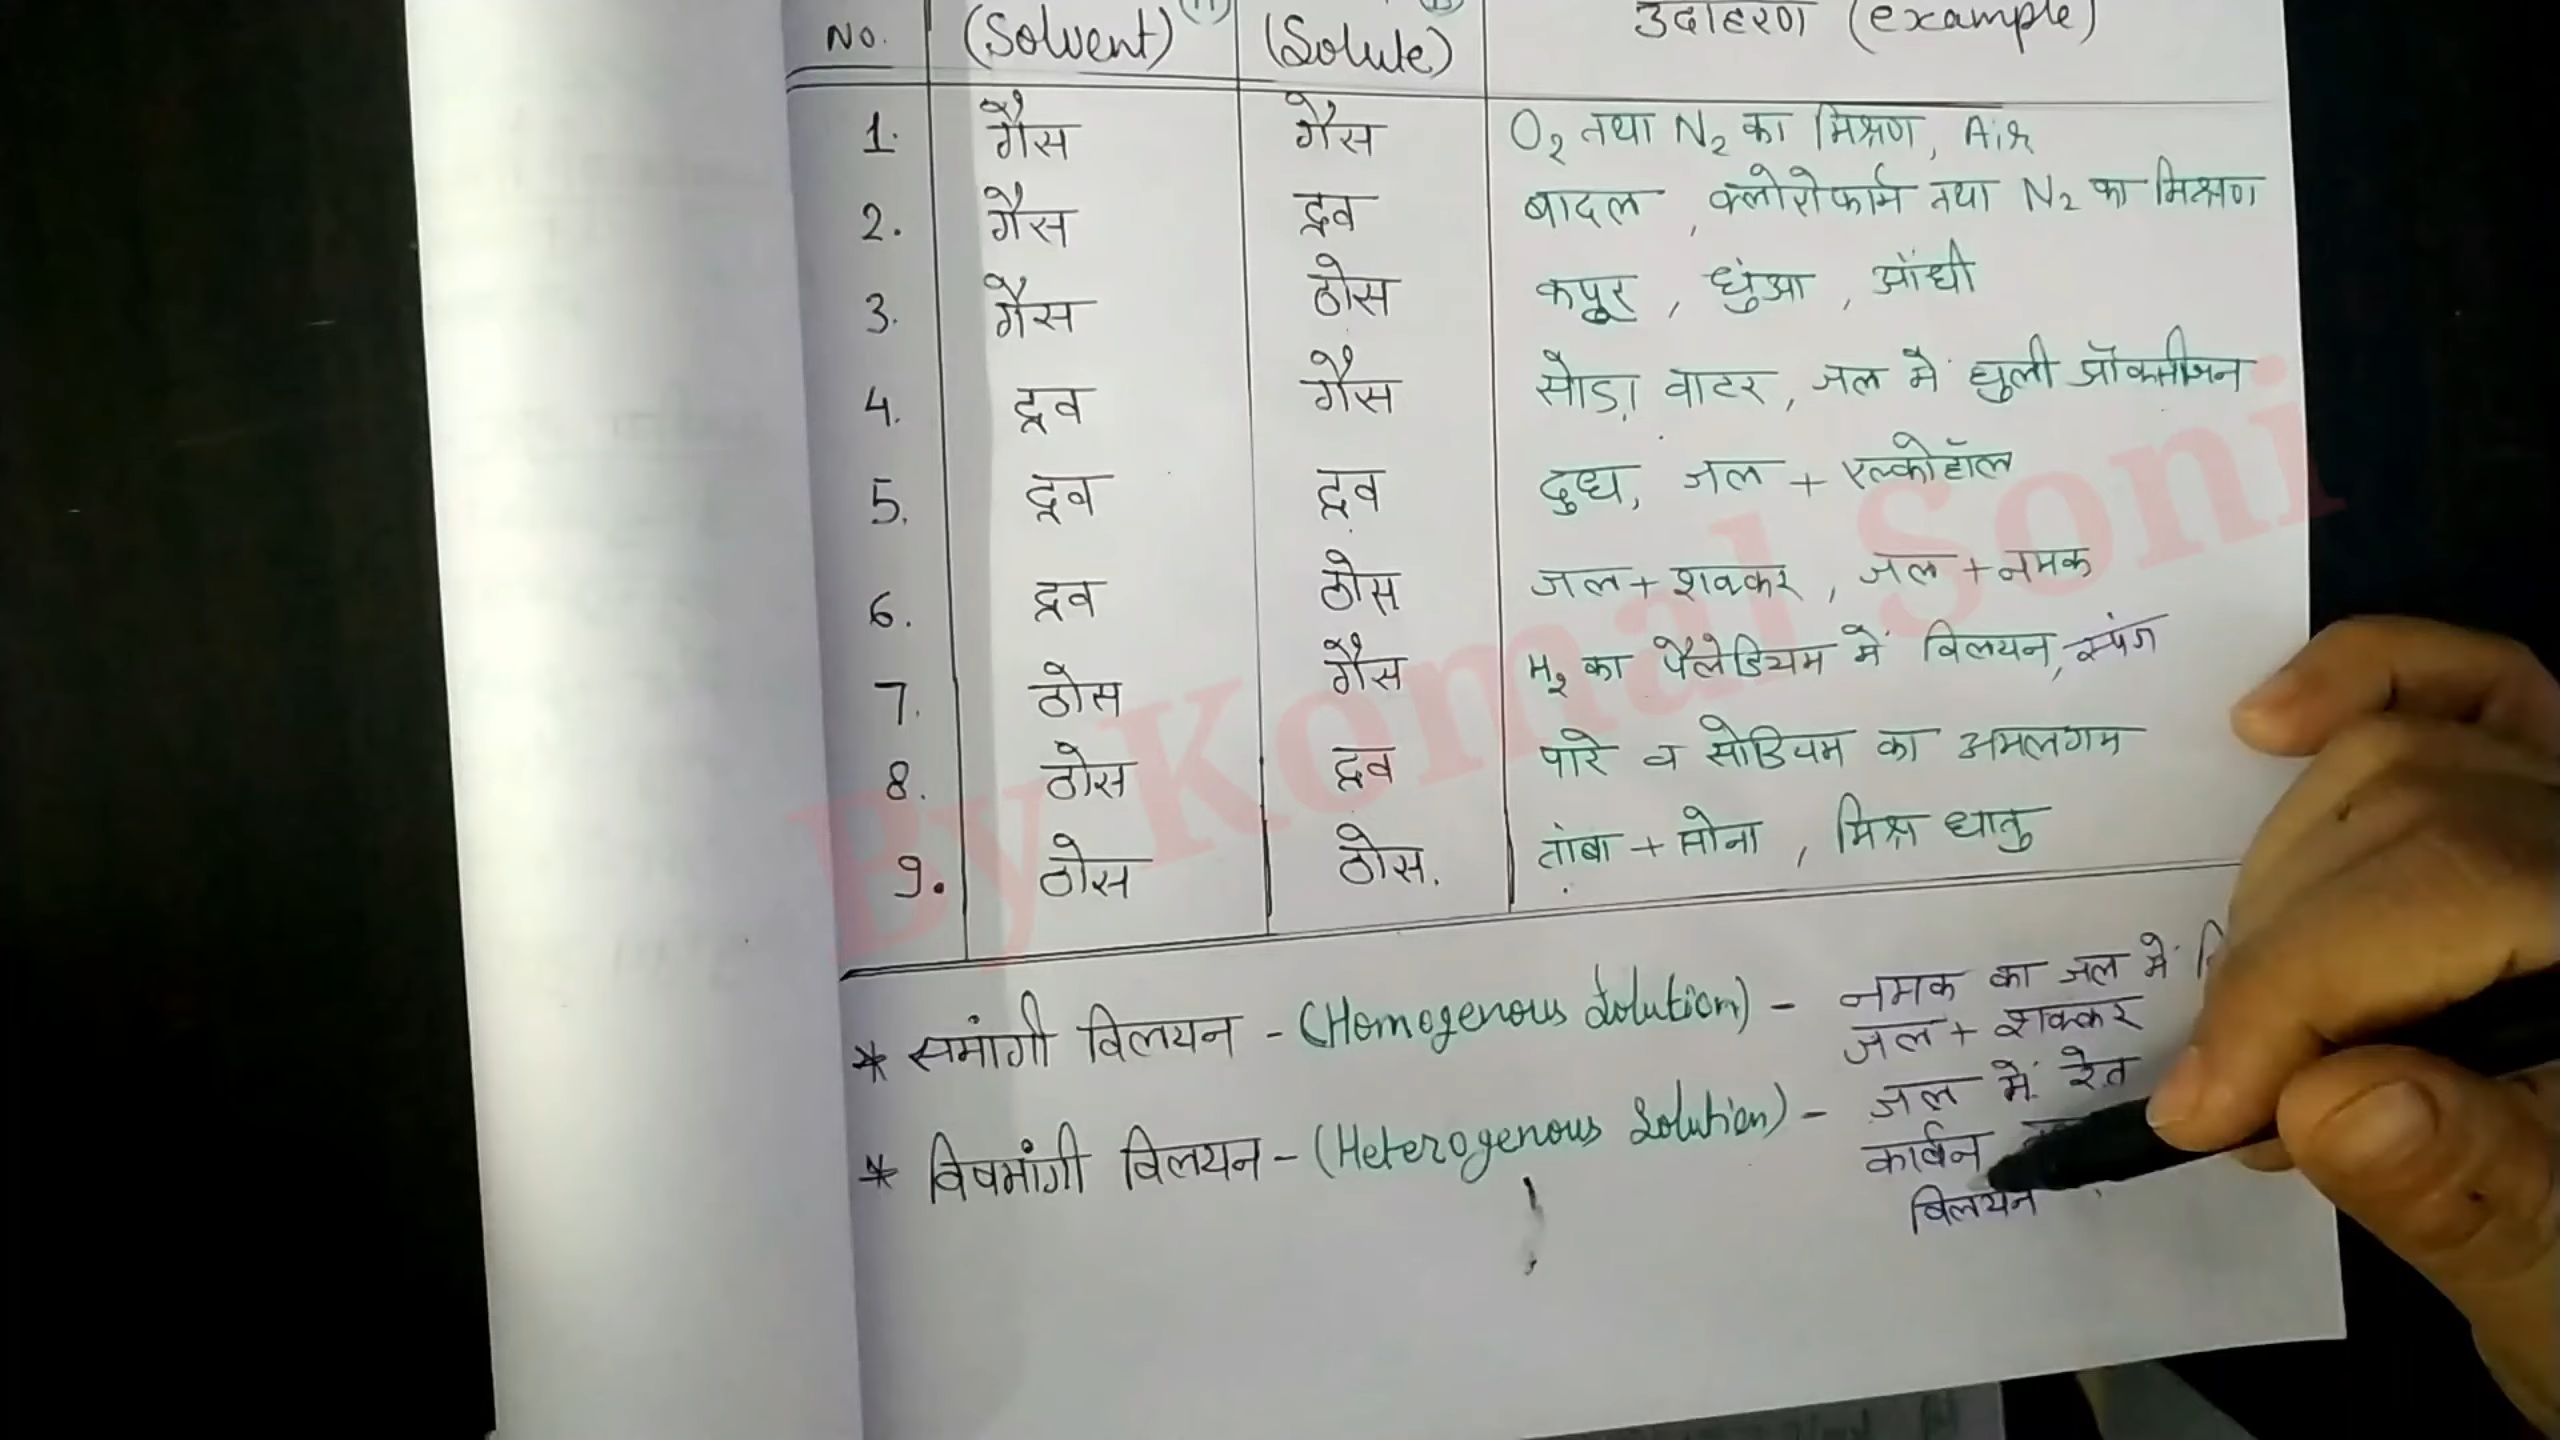 No. (Solvent) (Solute) उदाहरण (example)
1. गैस गैस O2 तथा N2 का मिश्रण, Air
2. गैस द्रव बादल, क्लोरोफार्म तथा N2 का मिश्रण
3. गैस ठोस कपूर, धुंआ, आँधी
4. द्रव गैस सोडा वाटर, जल में घुली ऑक्सीजन
5. द्रव द्रव दुध, जल + एल्कोहॉल
6. द्रव ठोस जल + शक्कर, जल + नमक
7. ठोस गैस H2 का पैलेडियम में विलयन, स्पंग
8. ठोस द्रव पारे व सोडियम का अमलगम
9. ठोस ठोस. तांबा + सोना, मिश्र धातु
* समांगी विलयन - (Homogenous Solution) - नमक का जल में
जल + शक्कर
* विषमांगी विलयन - (Heterogenous Solution) - जल में रेत
कार्बन
विलयन
By Komal Soni